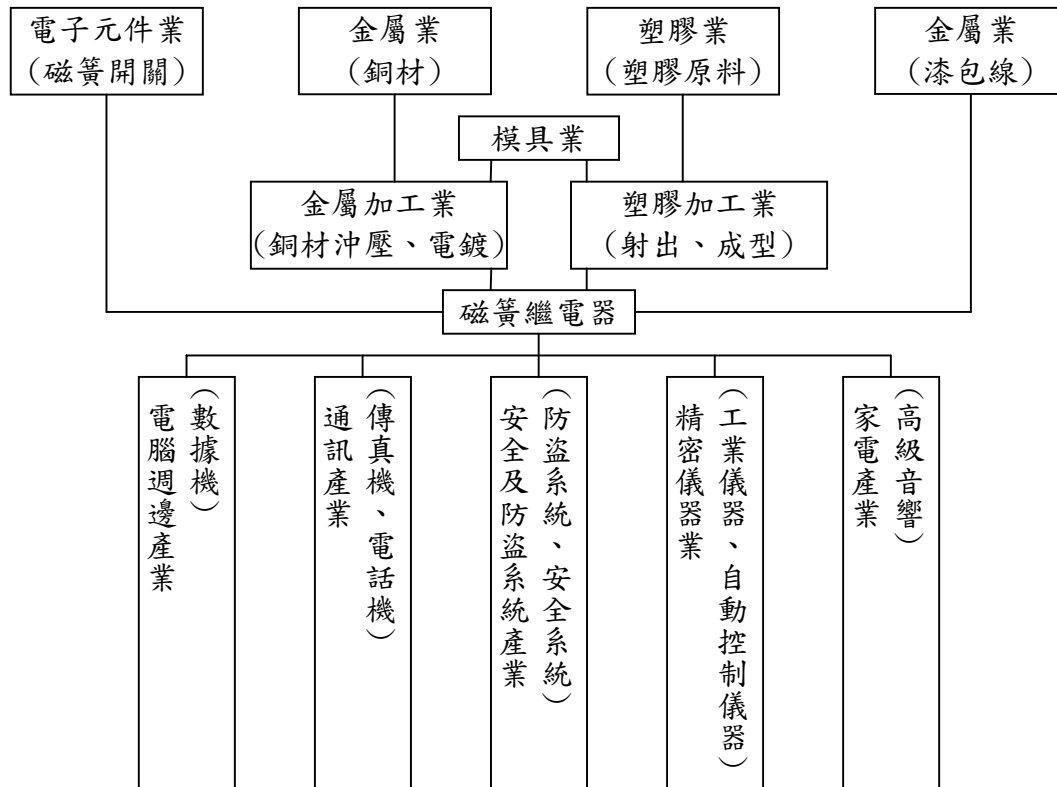 電子元件業
(磁簧開關)
金屬業
(銅材)
塑膠業
(塑膠原料)
金屬業
(漆包線)
模具業
金屬加工業
(銅材沖壓、電鍍)
塑膠加工業
(射出、成型)
磁簧繼電器
電腦週邊產業
(數據機)
通訊產業
(傳真機、電話機)
安全及防盜系統產業
(防盜系統、安全系統)
精密儀器業
(工業儀器、自動控制儀器)
家電產業
(高級音響)